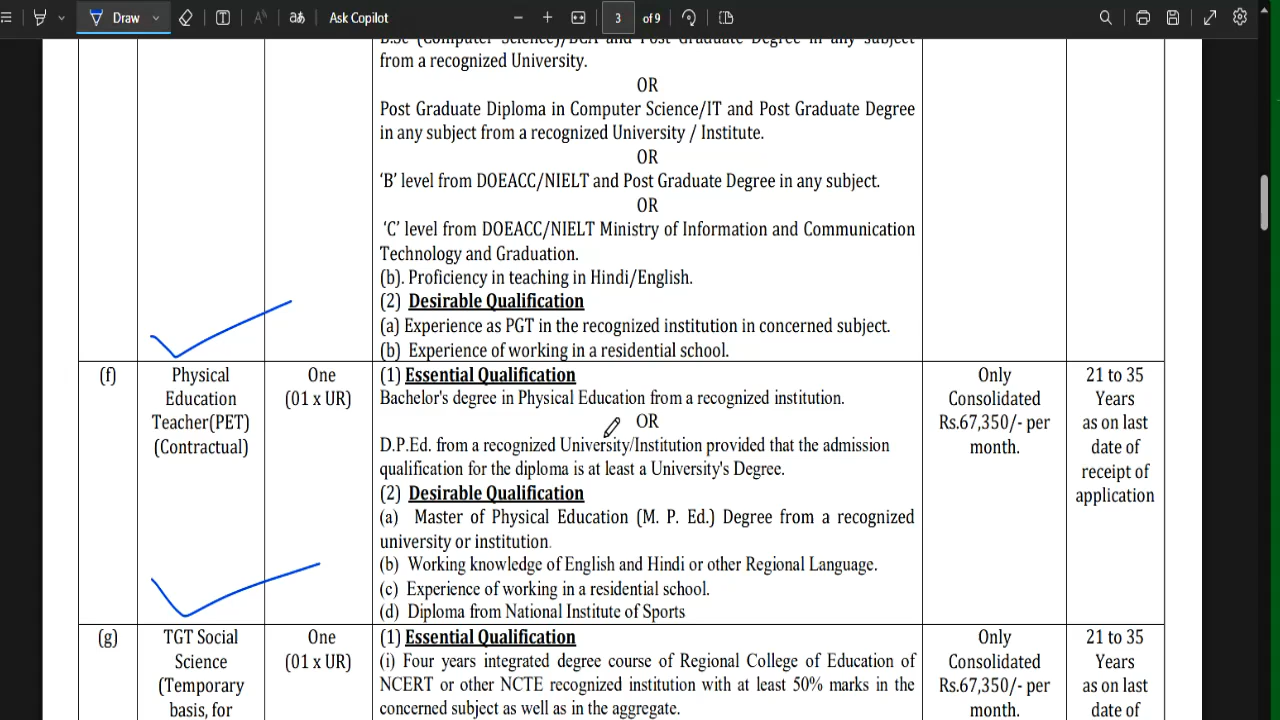 Draw
Ask Copilot
3 of 9
B.Sc (Computer Science)/BCA and Post Graduate Degree in any subject
from a recognized University.
OR
Post Graduate Diploma in Computer Science/IT and Post Graduate Degree
in any subject from a recognized University / Institute.
OR
‘B’ level from DOEACC/NIELT and Post Graduate Degree in any subject.
OR
‘C’ level from DOEACC/NIELT Ministry of Information and Communication
Technology and Graduation.
(b). Proficiency in teaching in Hindi/English.
(2) Desirable Qualification
(a) Experience as PGT in the recognized institution in concerned subject.
(b) Experience of working in a residential school.
(f)
Physical
Education
Teacher(PET)
(Contractual)
One
(01 x UR)
(1) Essential Qualification
Bachelor's degree in Physical Education from a recognized institution.
OR
D.P.Ed. from a recognized University/Institution provided that the admission
qualification for the diploma is at least a University's Degree.
(2) Desirable Qualification
(a) Master of Physical Education (M. P. Ed.) Degree from a recognized
university or institution.
(b) Working knowledge of English and Hindi or other Regional Language.
(c) Experience of working in a residential school.
(d) Diploma from National Institute of Sports
Only
Consolidated
Rs.67,350/- per
month.
21 to 35
Years
as on last
date of
receipt of
application
(g)
TGT Social
Science
(Temporary
basis, for
One
(01 x UR)
(1) Essential Qualification
(i) Four years integrated degree course of Regional College of Education of
NCERT or other NCTE recognized institution with at least 50% marks in the
concerned subject as well as in the aggregate.
Only
Consolidated
Rs.67,350/- per
month.
21 to 35
Years
as on last
date of